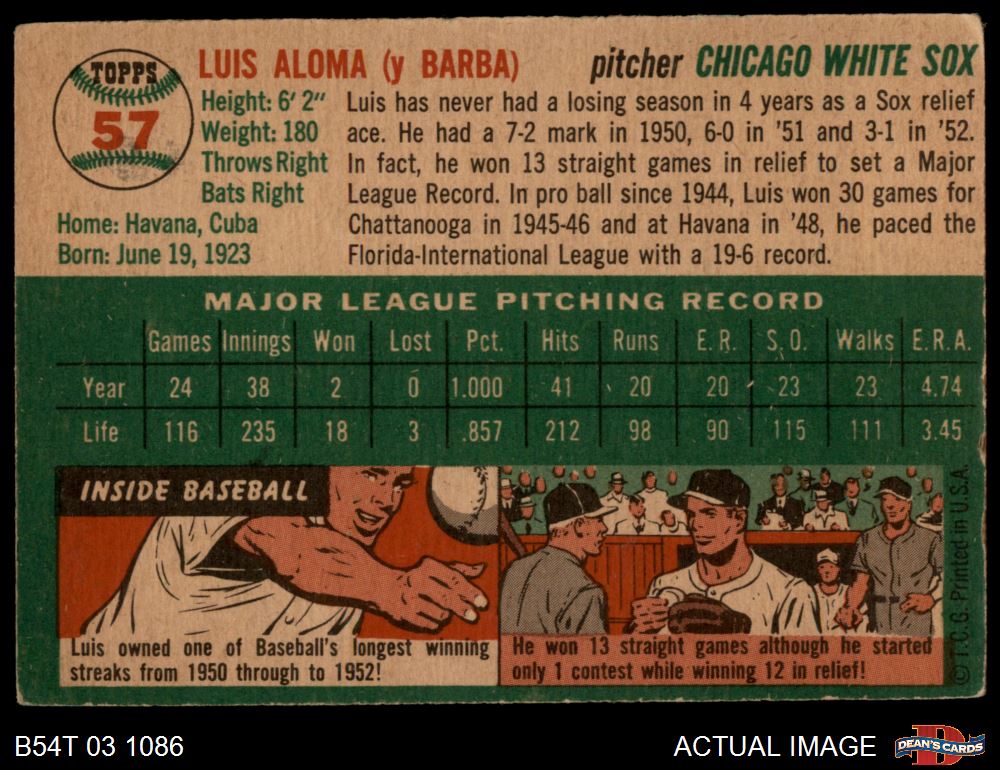 TOPPS
57
LUIS ALOMA (y BARBA)
pitcher CHICAGO WHITE SOX
Height: 6' 2"
Weight: 180
Throws Right
Bats Right
Home: Havana, Cuba
Born: June 19, 1923
Luis has never had a losing season in 4 years as a Sox relief
ace. He had a 7-2 mark in 1950, 6-0 in '51 and 3-1 in '52.
In fact, he won 13 straight games in relief to set a Major
League Record. In pro ball since 1944, Luis won 30 games for
Chattanooga in 1945-46 and at Havana in '48, he paced the
Florida-International League with a 19-6 record.
MAJOR LEAGUE PITCHING RECORD
Games Innings Won Lost Pct. Hits Runs E. R. S. O. Walks E. R. A.
Year 24 38 2 0 1.000 41 20 20 23 23 4.74
Life 116 235 18 3 .857 212 98 90 115 111 3.45
INSIDE BASEBALL
Luis owned one of Baseball's longest winning
streaks from 1950 through to 1952!
He won 13 straight games although he started
only 1 contest while winning 12 in relief!
© T. C. G. Printed in U.S.A.
B54T 03 1086
ACTUAL IMAGE
D
DEAN'S CARDS